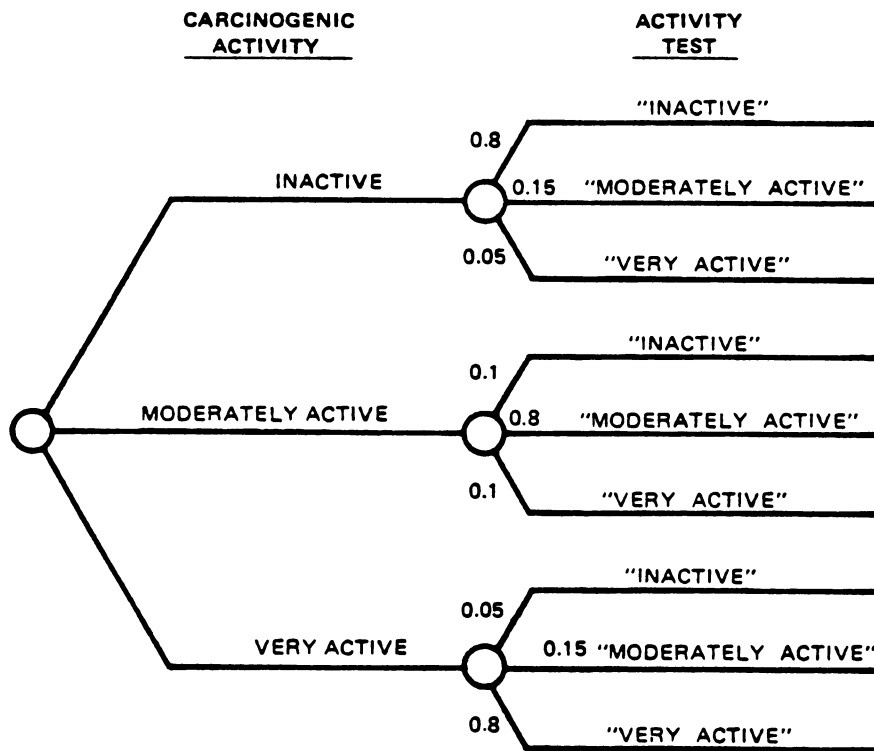 CARCINOGENIC
ACTIVITY
ACTIVITY
TEST
"INACTIVE"
0.8
INACTIVE
0.15 "MODERATELY ACTIVE"
0.05
"VERY ACTIVE"
"INACTIVE"
0.1
MODERATELY ACTIVE
0.8 "MODERATELY ACTIVE"
0.1
"VERY ACTIVE"
"INACTIVE"
0.05
VERY ACTIVE
0.15 "MODERATELY ACTIVE"
0.8
"VERY ACTIVE"